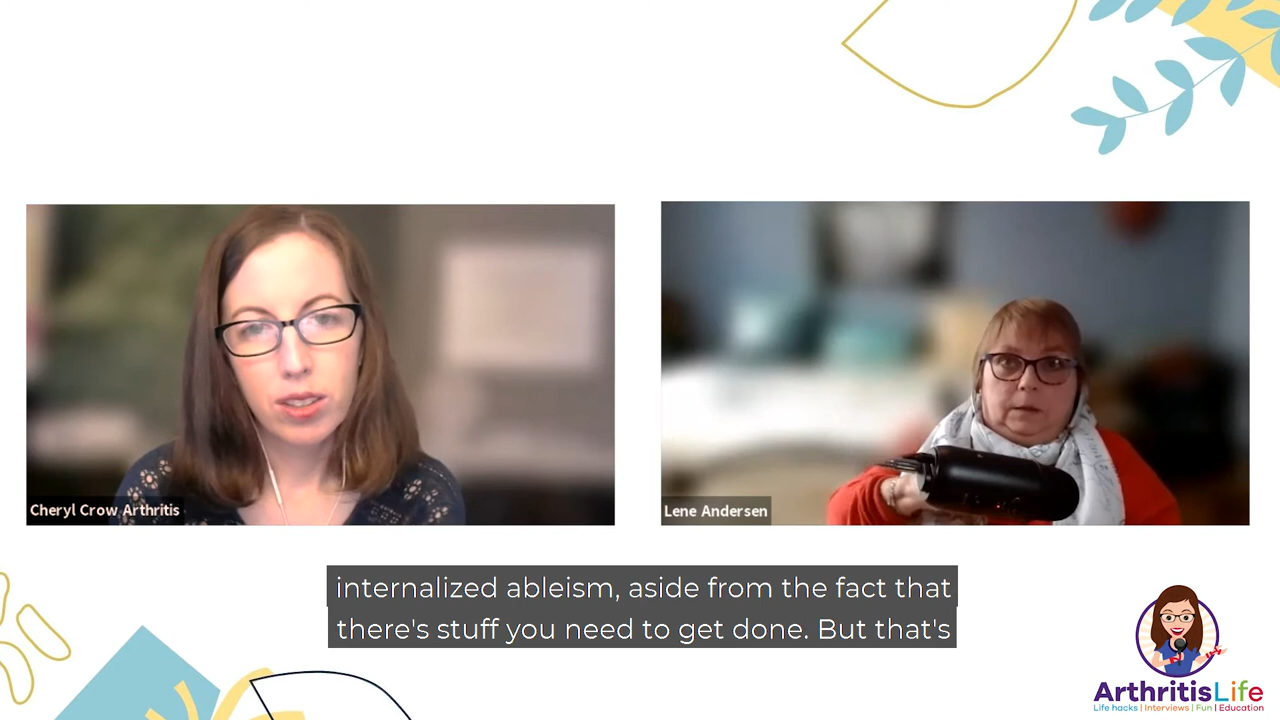 Cheryl Crow Arthritis
Lene Andersen
internalized ableism, aside from the fact that
there's stuff you need to get done. But that's
ArthritisLife
Life hacks | Interviews | Fun | Education